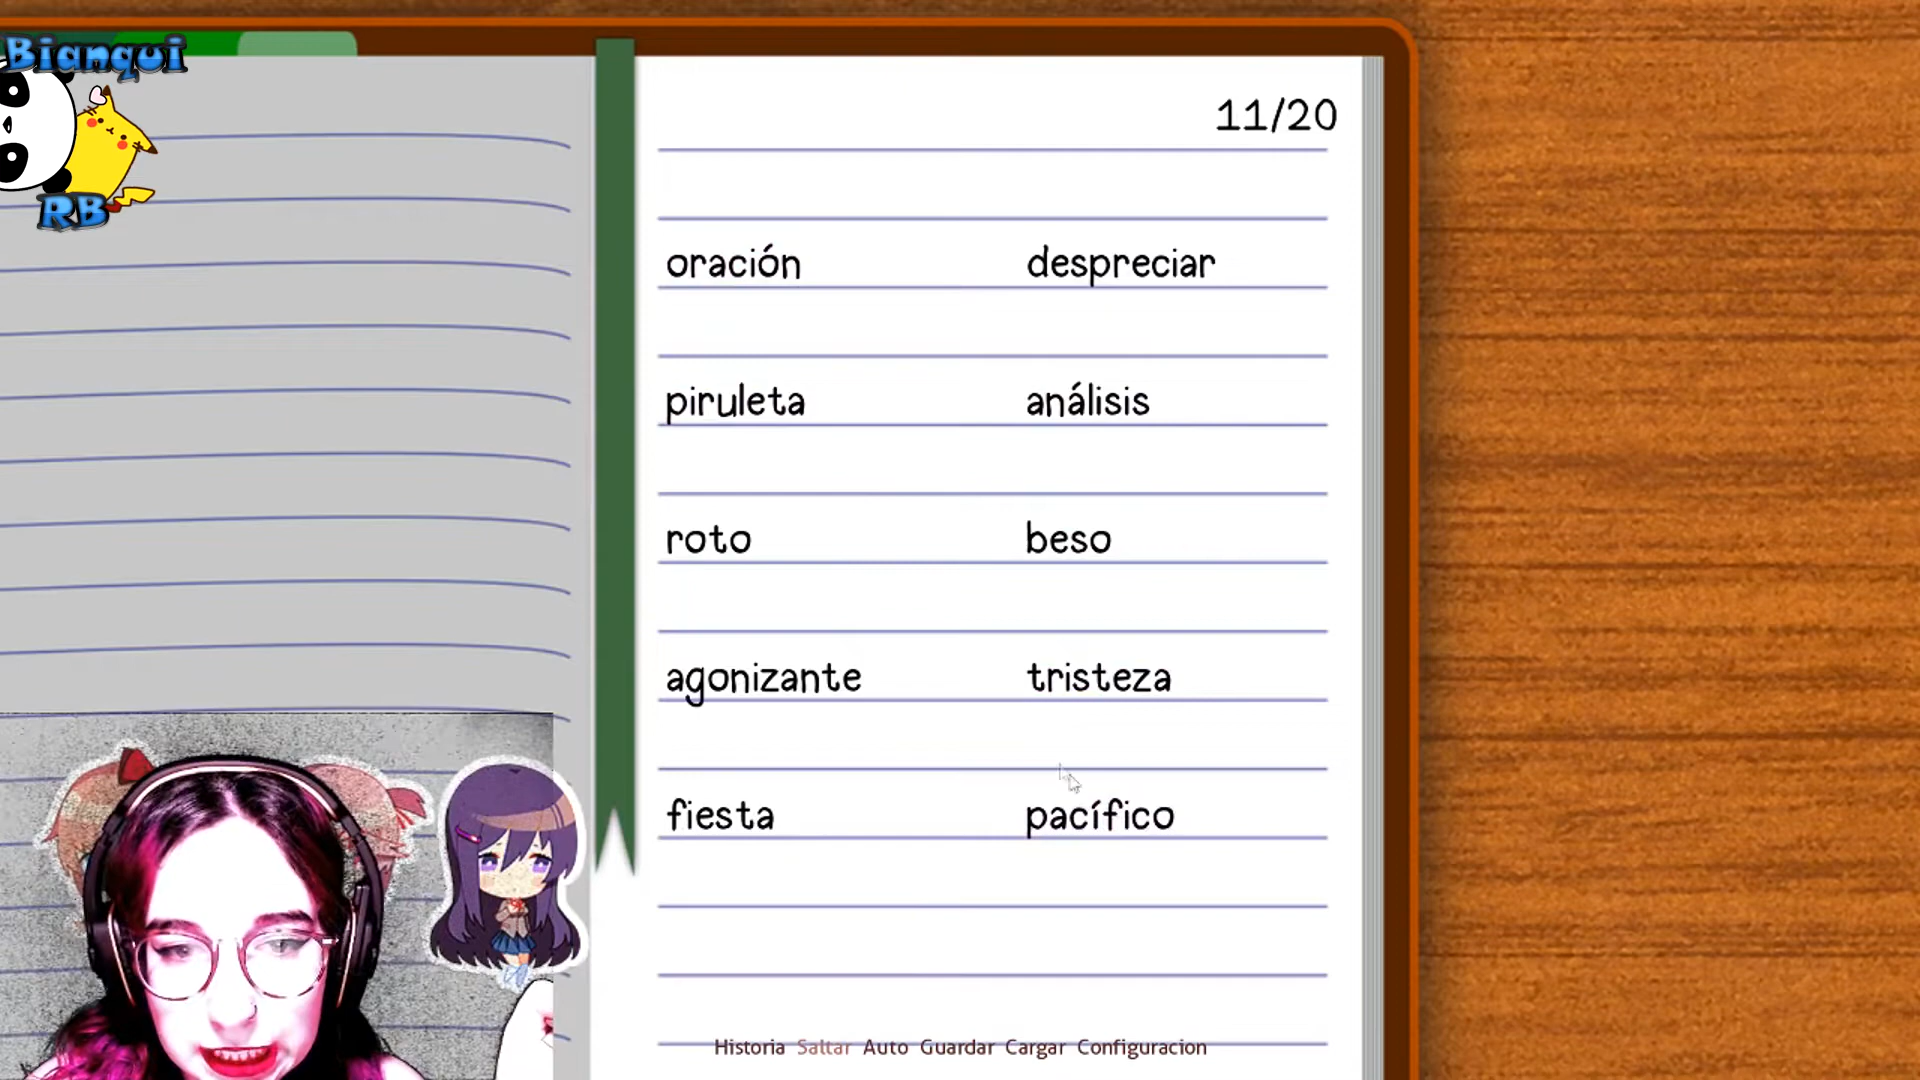 Bianqui
RB
11/20
oración despreciar
piruleta análisis
roto beso
agonizante tristeza
fiesta pacífico
Historia Saltar Auto Guardar Cargar Configuracion